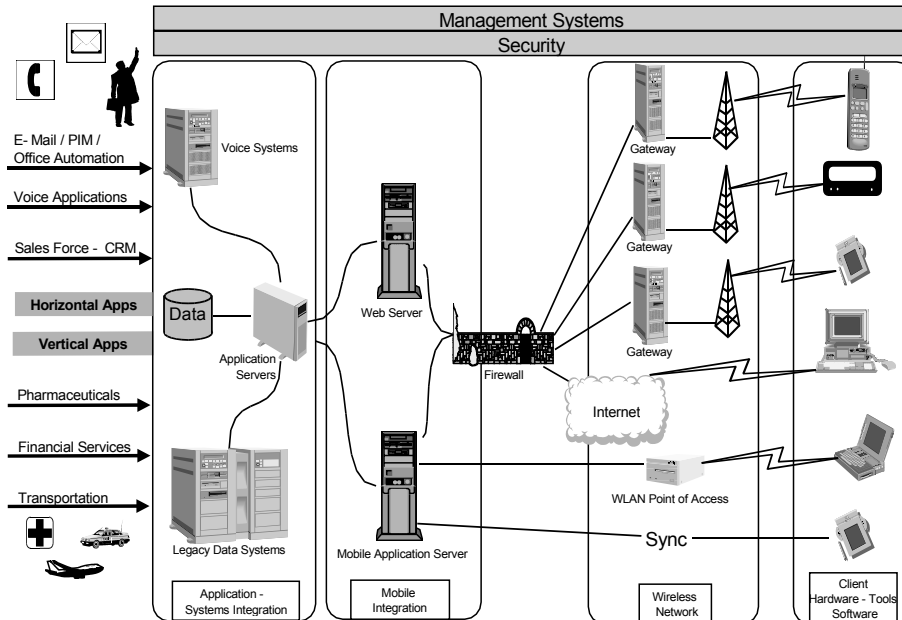 Management Systems
Security
E- Mail / PIM /
Office Automation
Voice Applications
Sales Force - CRM
Horizontal Apps
Vertical Apps
Pharmaceuticals
Financial Services
Transportation
Voice Systems
Data
Application
Servers
Legacy Data Systems
Application -
Systems Integration
Web Server
Mobile Application Server
Mobile
Integration
Firewall
Gateway
Gateway
Gateway
Internet
WLAN Point of Access
Sync
Wireless
Network
Client
Hardware - Tools
Software